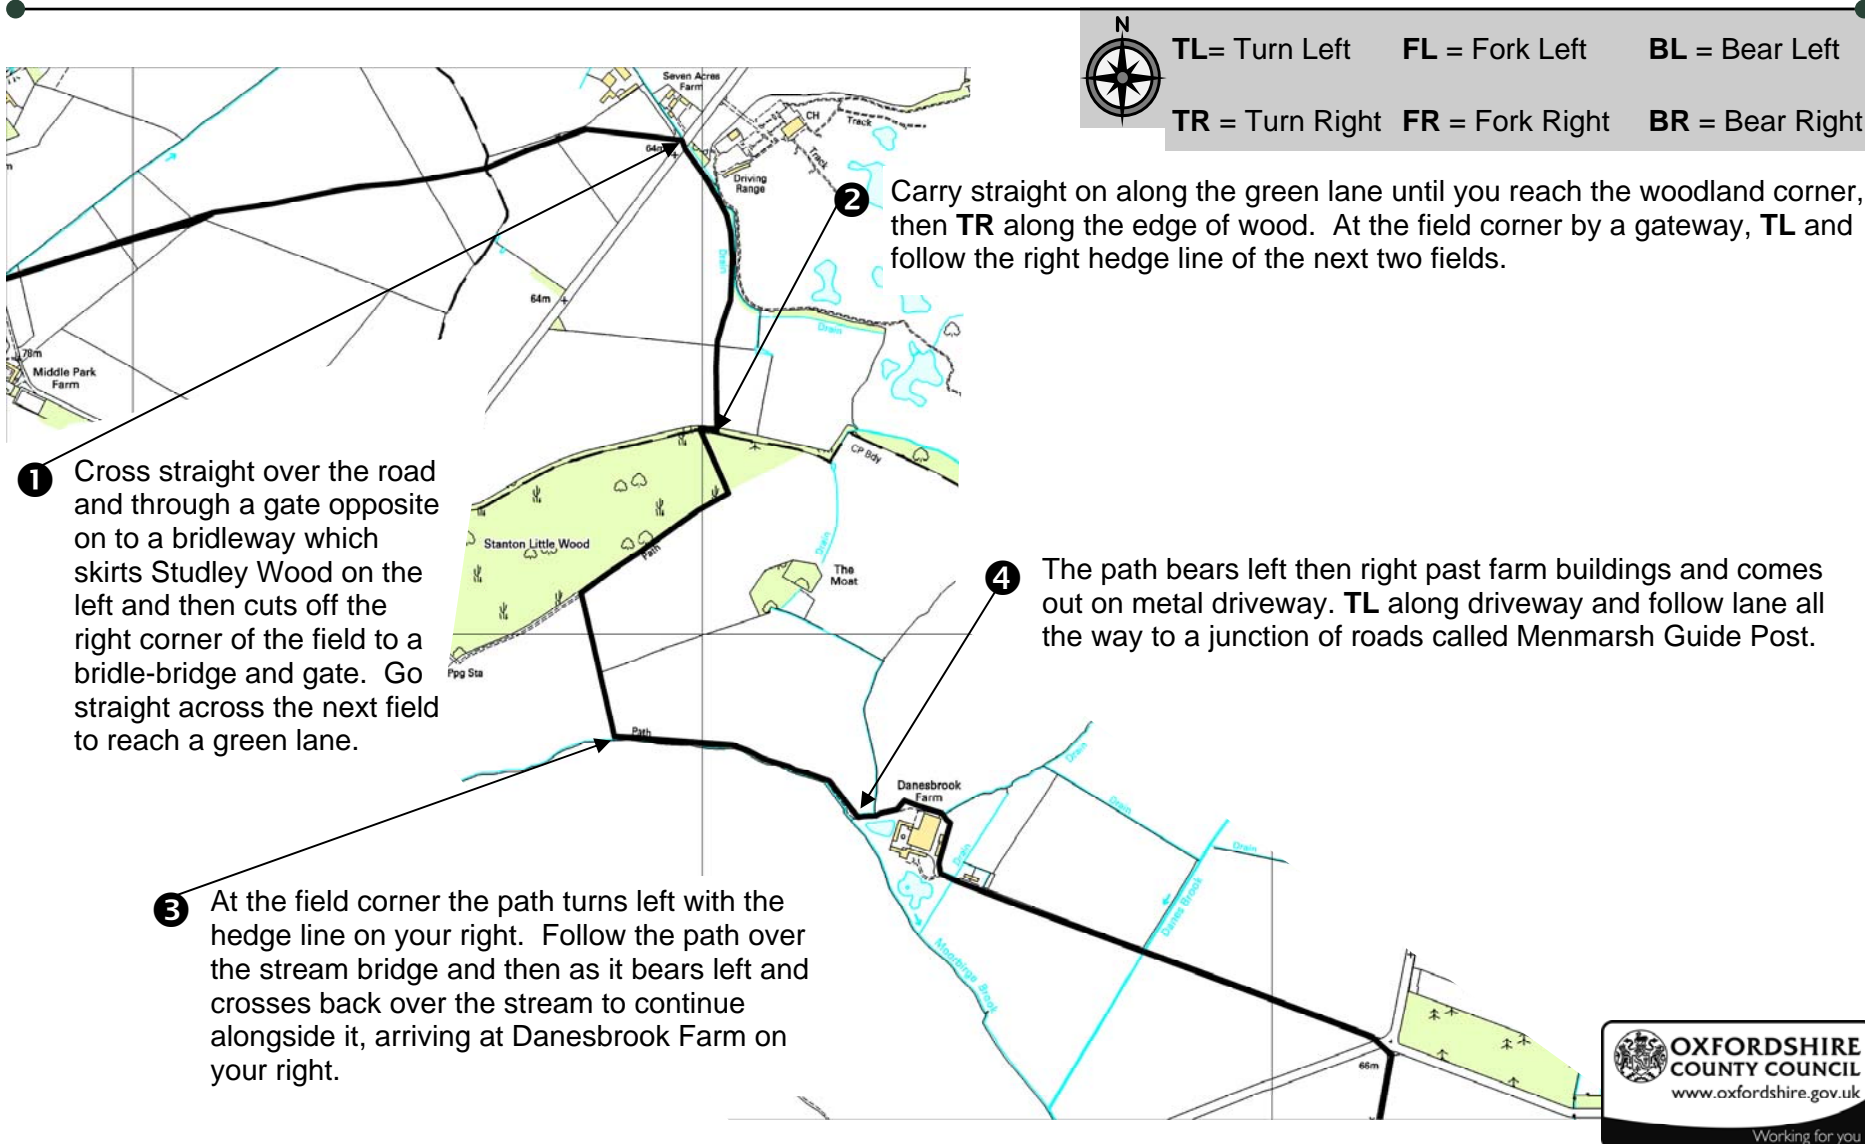 N
TL= Turn Left FL = Fork Left BL = Bear Left
TR = Turn Right FR = Fork Right BR = Bear Right
Seven Acres
Farm
CH
Track
Track
64m
Driving
Range
Drain
64m
Drain
78m
Middle Park
Farm
❷ Carry straight on along the green lane until you reach the woodland corner,
then TR along the edge of wood. At the field corner by a gateway, TL and
follow the right hedge line of the next two fields.
CP Bdy
❶ Cross straight over the road
and through a gate opposite
on to a bridleway which
skirts Studley Wood on the
left and then cuts off the
right corner of the field to a
bridle-bridge and gate. Go
straight across the next field
to reach a green lane.
Stanton Little Wood
Path
Drain
The
Moat
Ppg Sta
❹ The path bears left then right past farm buildings and comes
out on metal driveway. TL along driveway and follow lane all
the way to a junction of roads called Menmarsh Guide Post.
Path
Danesbrook
Farm
Drain
Drain
Drain
Drain
Danes Brook
Moorbirge Brook
❸ At the field corner the path turns left with the
hedge line on your right. Follow the path over
the stream bridge and then as it bears left and
crosses back over the stream to continue
alongside it, arriving at Danesbrook Farm on
your right.
66m
OXFORDSHIRE
COUNTY COUNCIL
www.oxfordshire.gov.uk
Working for you